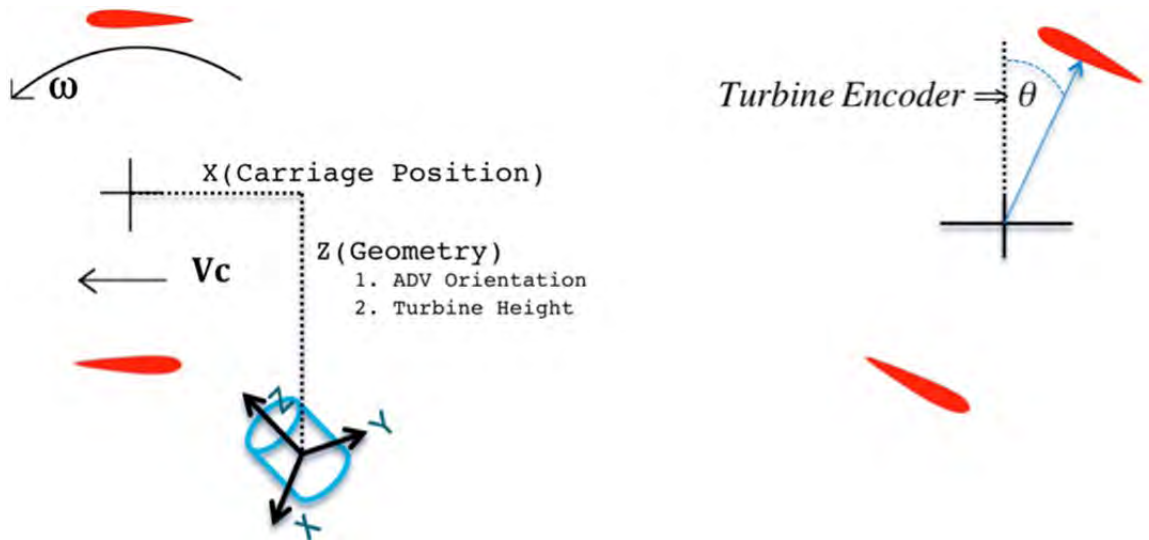 ω
X(Carriage Position)
Z(Geometry)
1. ADV Orientation
2. Turbine Height
Vc
Z
Y
X
Turbine Encoder ⇒ θ